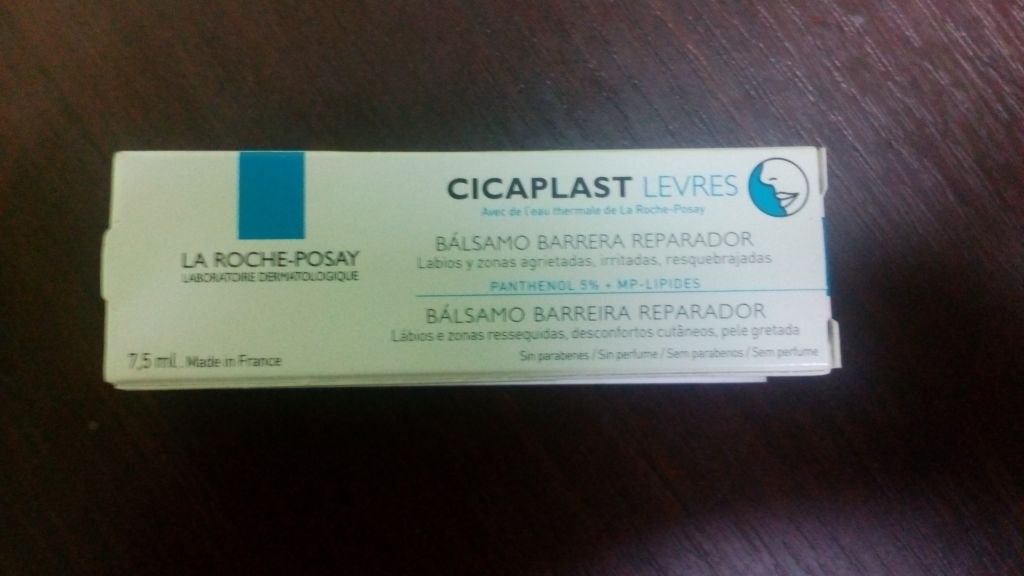 LA ROCHE-POSAY
LABORATOIRE DERMATOLOGIQUE
7,5 ml. Made in France
CICAPLAST LEVRES
Avec de l'eau thermale de La Roche-Posay
BÁLSAMO BARRERA REPARADOR
Labios y zonas agrietadas, irritadas, resquebrajadas
PANTHENOL 5% + MP-LIPIDES
BÁLSAMO BARREIRA REPARADOR
Lábios e zonas ressequidas, desconfortos cutâneos, pele gretada
Sin parabenes / Sin perfume / Sem parabenos / Sem perfume